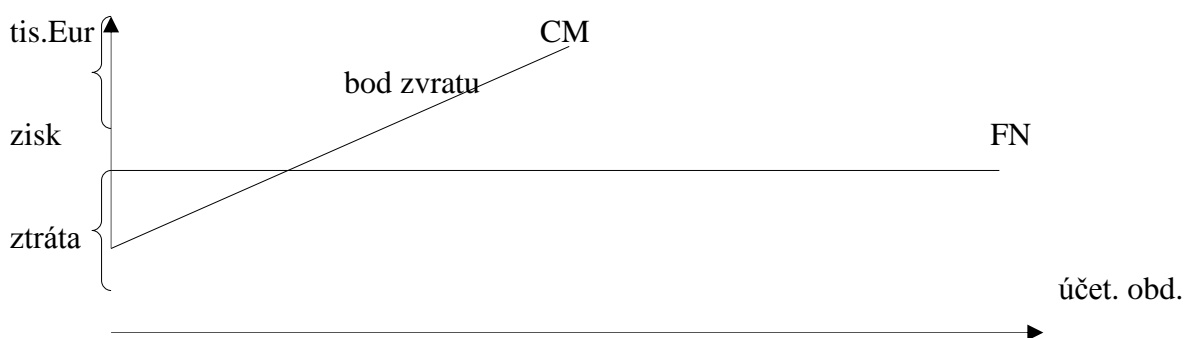 tis.Eur
CM
bod zvratu
zisk
FN
ztráta
účet. obd.